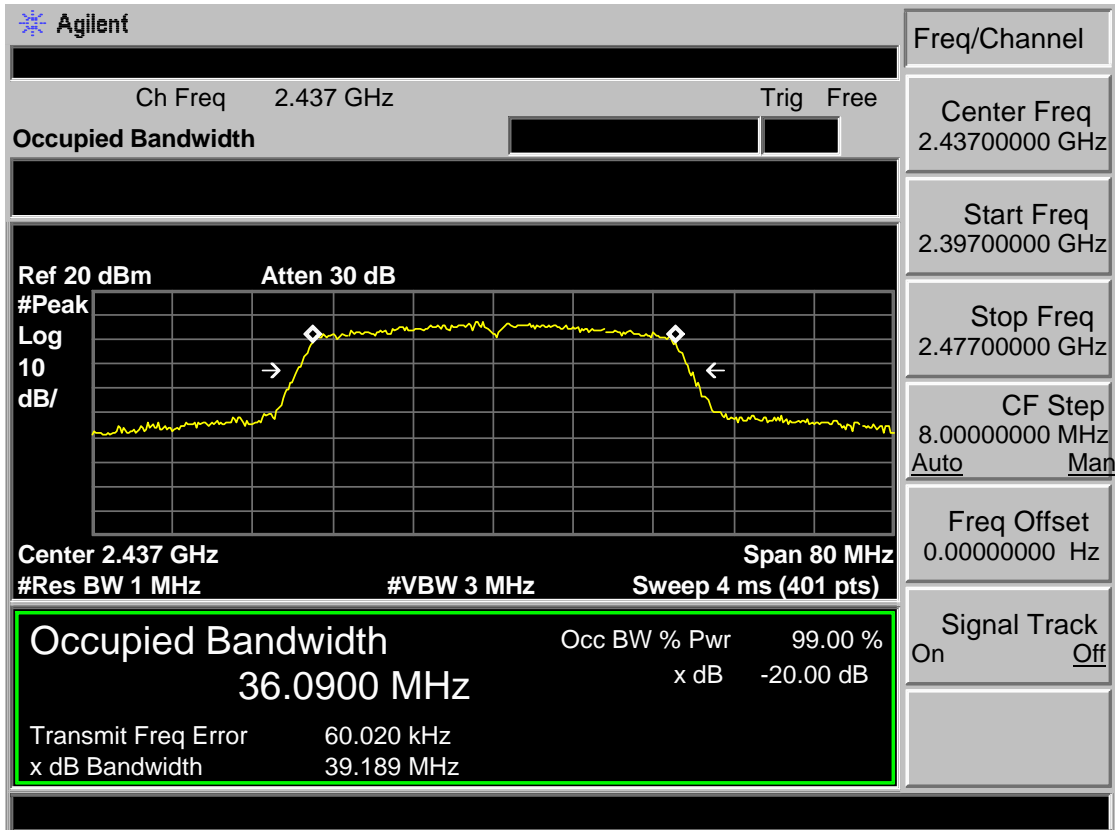 Agilent
Freq/Channel
Ch Freq 2.437 GHz Trig Free
Occupied Bandwidth
Center Freq
2.43700000 GHz
Start Freq
2.39700000 GHz
Stop Freq
2.47700000 GHz
CF Step
8.00000000 MHz
Auto Man
Freq Offset
0.00000000 Hz
Signal Track
On Off
Ref 20 dBm Atten 30 dB
#Peak
Log
10
dB/
Center 2.437 GHz Span 80 MHz
#Res BW 1 MHz #VBW 3 MHz Sweep 4 ms (401 pts)
Occupied Bandwidth Occ BW % Pwr 99.00 %
36.0900 MHz x dB -20.00 dB
Transmit Freq Error 60.020 kHz
x dB Bandwidth 39.189 MHz